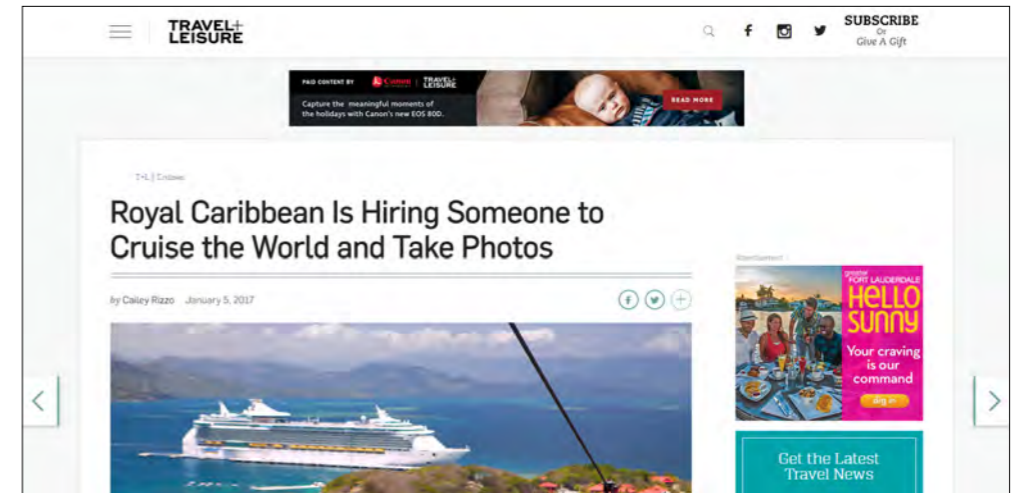 TRAVEL+
LEISURE
SUBSCRIBE
Or
Give A Gift
PAID CONTENT BY Canon | TRAVEL+
LEISURE
Capture the meaningful moments of
the holidays with Canon's new EOS 80D.
READ MORE
T+L | Cruises
Royal Caribbean Is Hiring Someone to
Cruise the World and Take Photos
by Cailey Rizzo January 5, 2017
Advertisement
greater
FORT LAUDERDALE
HELLO
SUNNY
Your craving
is our
command
dig in
Get the Latest
Travel News